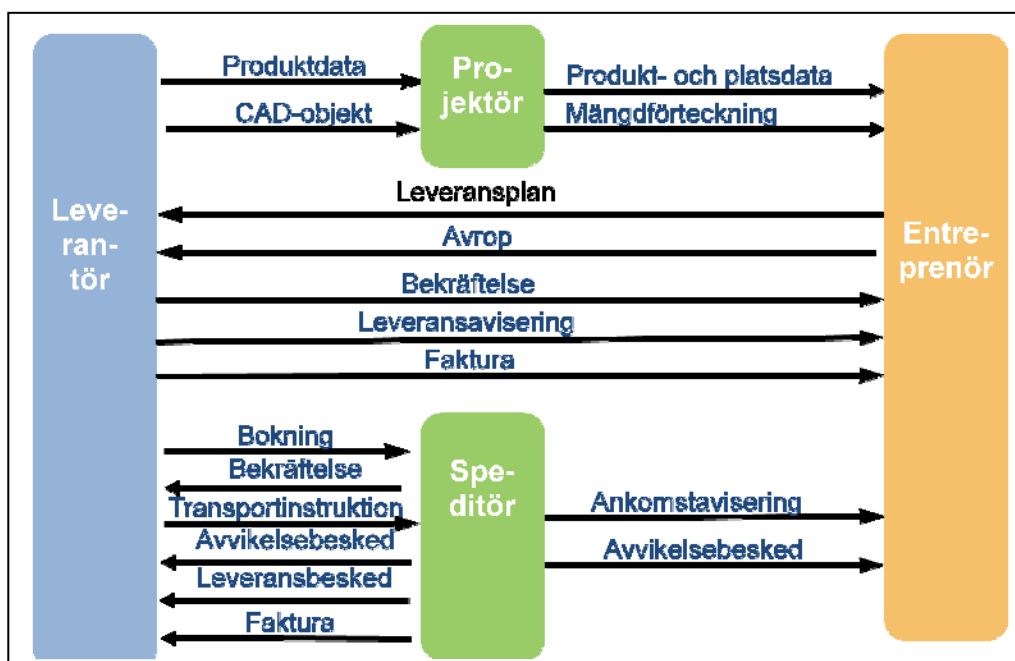 Produktdata
CAD-objekt
Pro-
jektör
Produkt- och platsdata
Mängdförteckning
Leveransplan
Avrop
Leve-
ran-
tör
Entre-
prenör
Bekräftelse
Leveransavisering
Faktura
Bokning
Bekräftelse
Transportinstruktion
Avvikelsebesked
Leveransbesked
Faktura
Spe-
ditör
Ankomstavisering
Avvikelsebesked